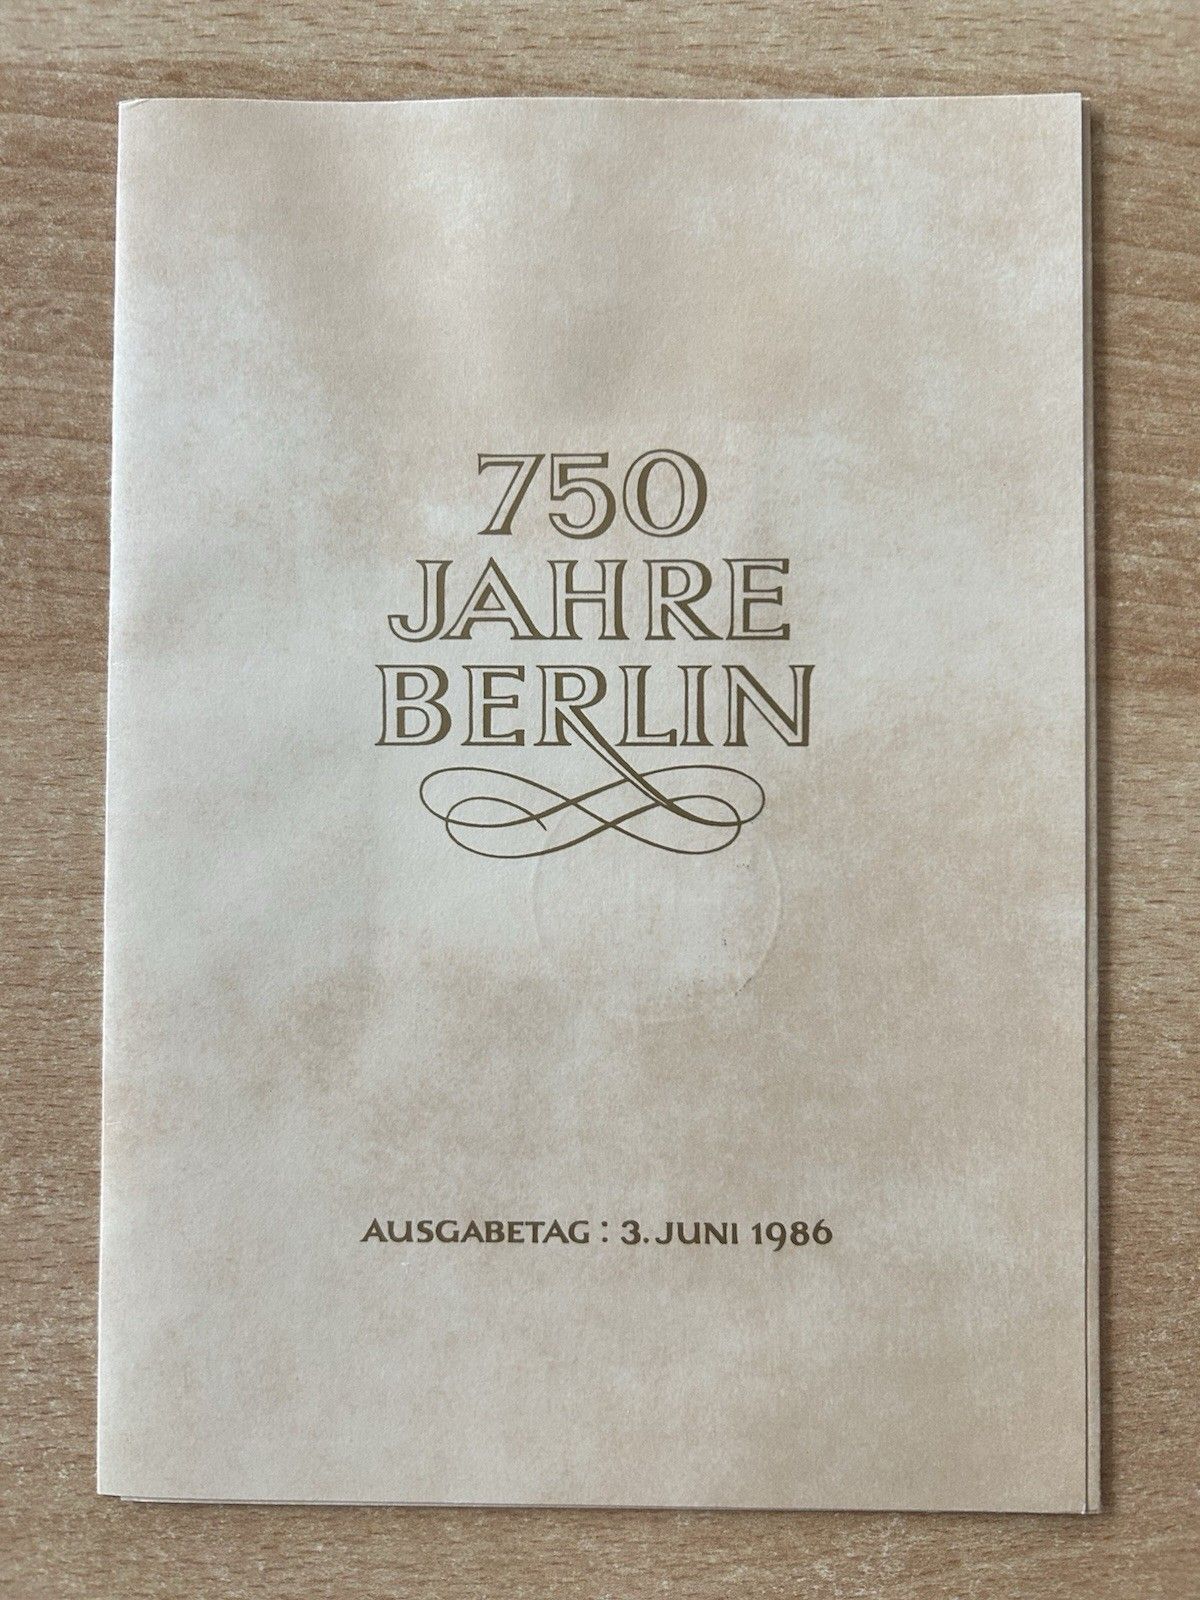 750
JAHRE
BERLIN
AUSGABETAG: 3. JUNI 1986